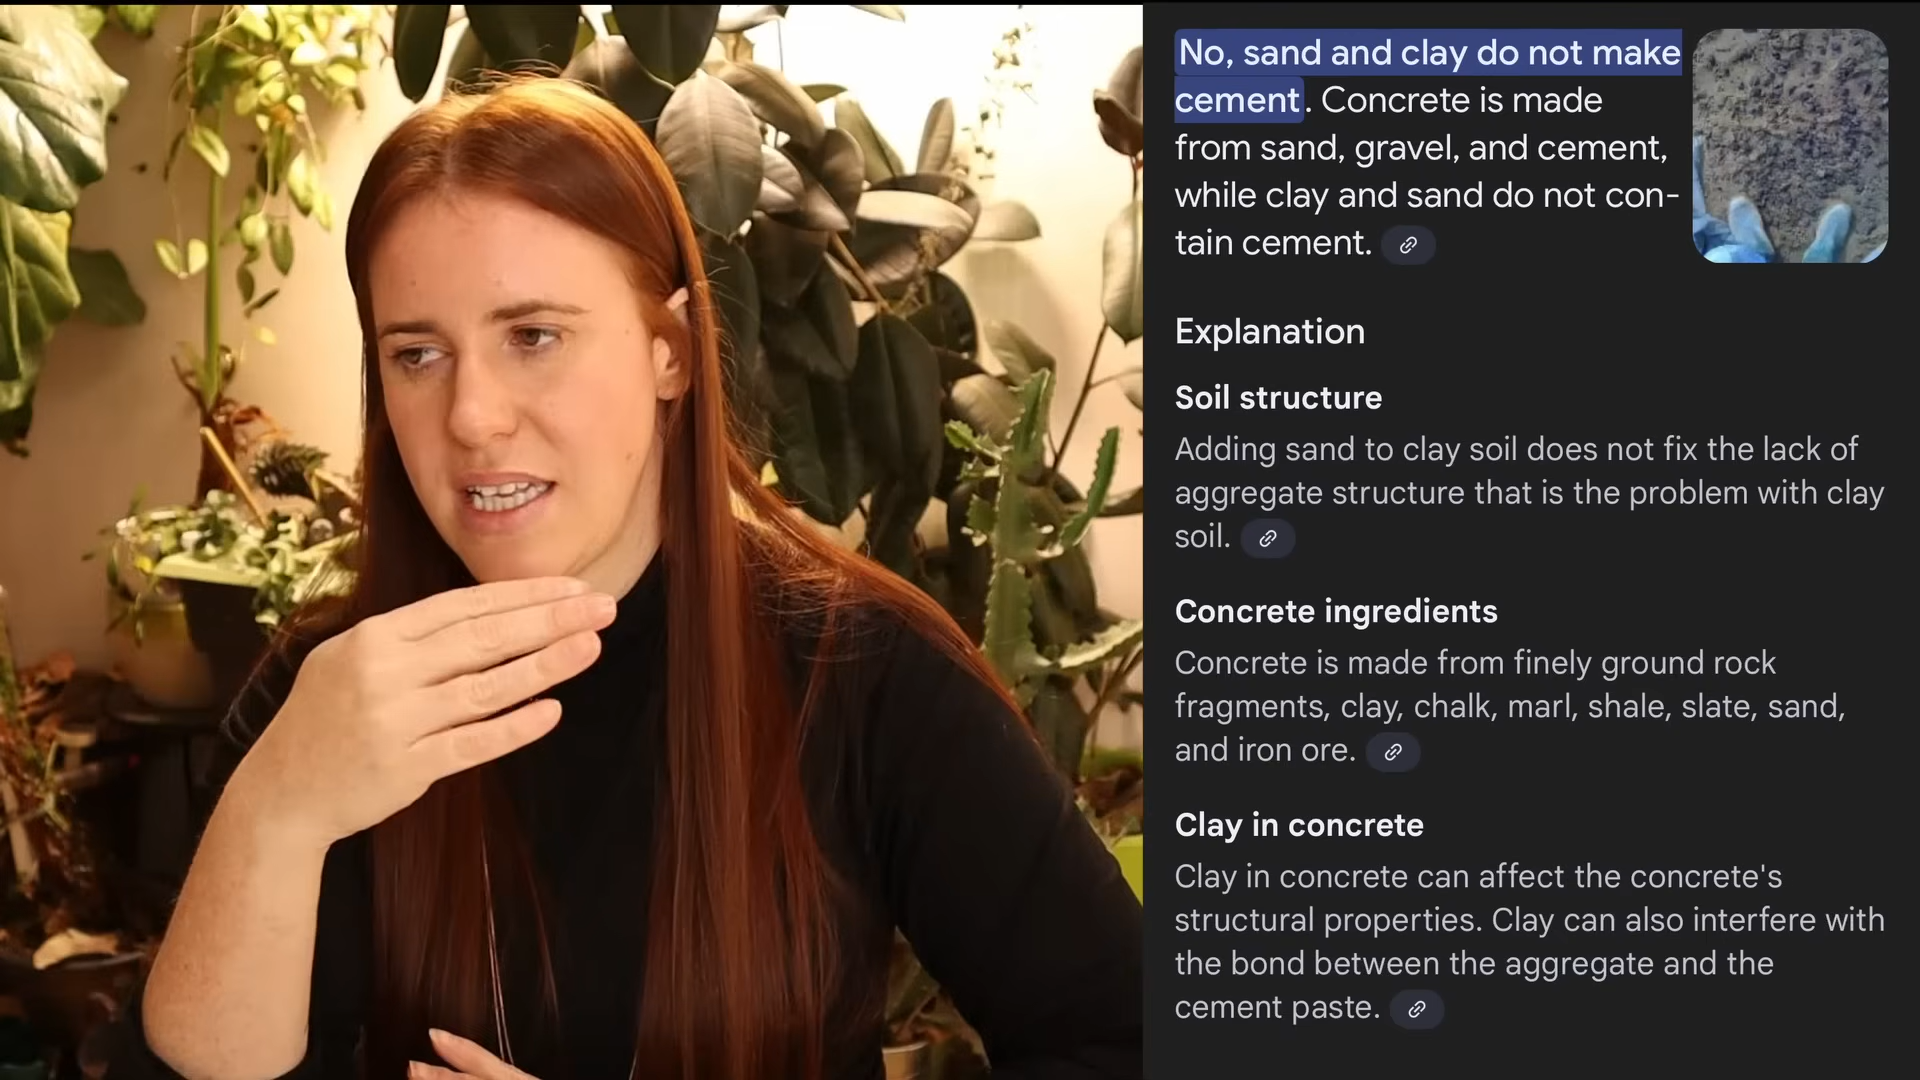 No, sand and clay do not make
cement. Concrete is made
from sand, gravel, and cement,
while clay and sand do not con-
tain cement.
Explanation
Soil structure
Adding sand to clay soil does not fix the lack of
aggregate structure that is the problem with clay
soil.
Concrete ingredients
Concrete is made from finely ground rock
fragments, clay, chalk, marl, shale, slate, sand,
and iron ore.
Clay in concrete
Clay in concrete can affect the concrete's
structural properties. Clay can also interfere with
the bond between the aggregate and the
cement paste.